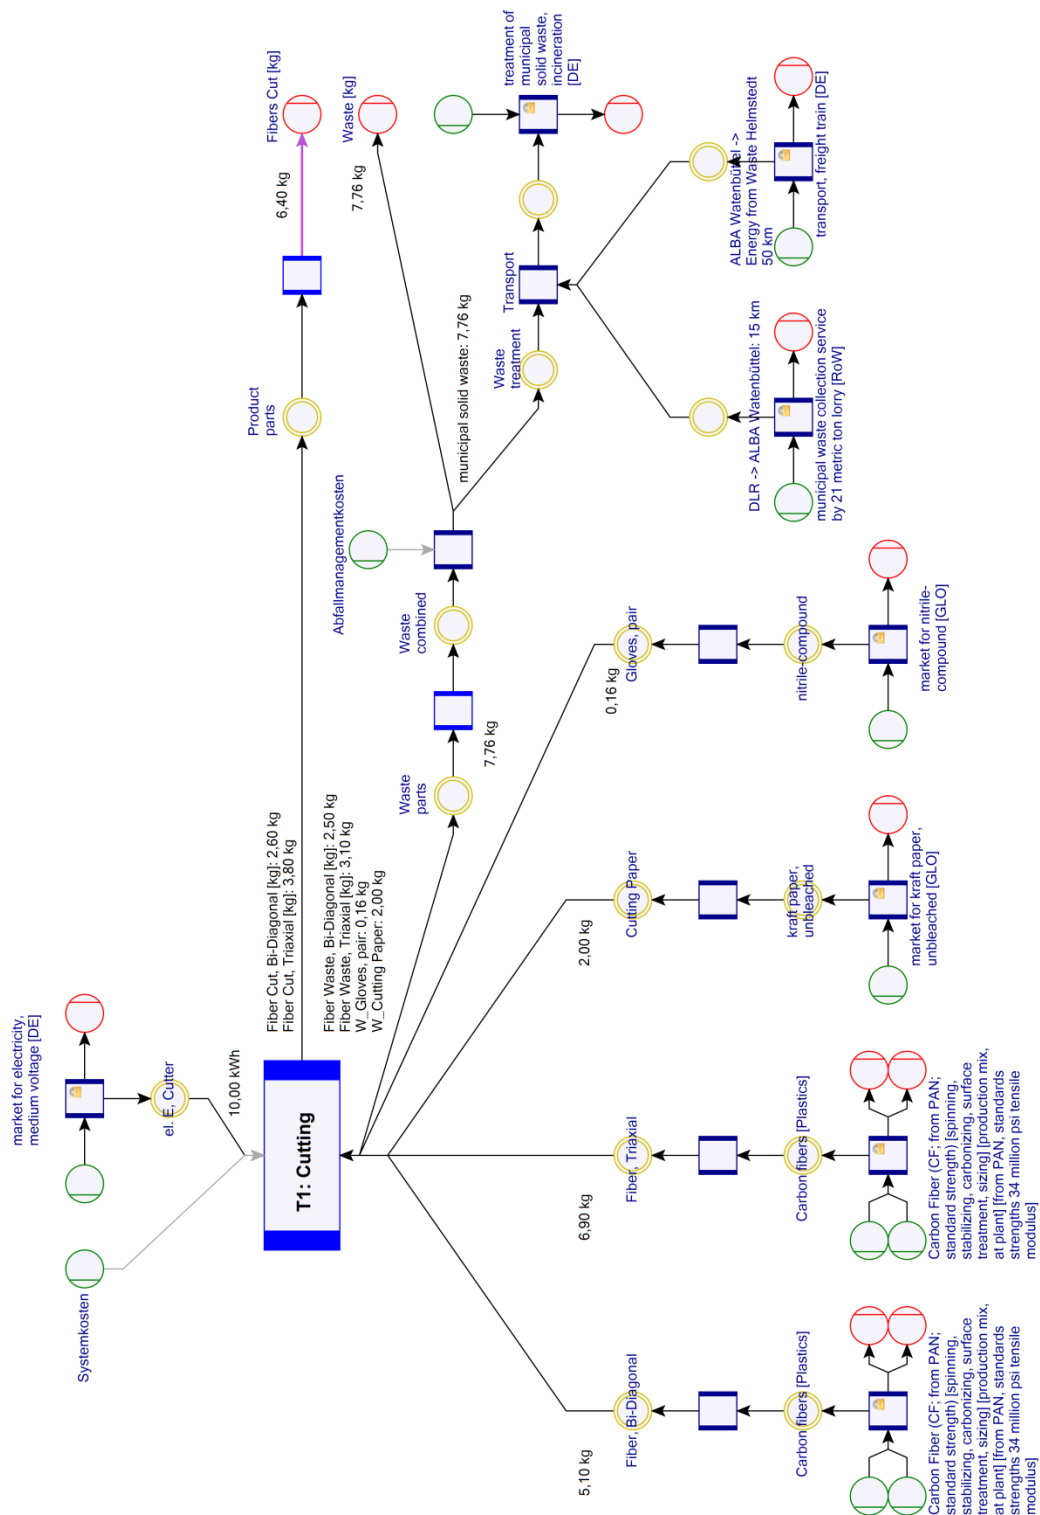 Systemkosten
market for electricity,
medium voltage [DE]
el. E, Cutter
10,00 kWh
T1: Cutting
Fiber Cut, Bi-Diagonal [kg]: 2,60 kg
Fiber Cut, Triaxial [kg]: 3,80 kg
Product
parts
6,40 kg
Fibers Cut [kg]
Fiber Waste, Bi-Diagonal [kg]: 2,50 kg
Fiber Waste, Triaxial [kg]: 3,10 kg
W_Gloves, pair: 0,16 kg
W_Cutting Paper: 2,00 kg
Waste
parts
7,76 kg
Waste
combined
Abfallmanagementkosten
7,76 kg
Waste [kg]
municipal solid waste: 7,76 kg
Waste
treatment
Transport
treatment of
municipal
solid waste,
incineration
[DE]
5,10 kg
Fiber, Bi-Diagonal
Carbon fibers [Plastics]
Carbon Fiber (CF; from PAN;
standard strength) [spinning,
stabilizing, carbonizing, surface
treatment, sizing] [production mix,
at plant] [from PAN, standards
strengths 34 million psi tensile
modulus]
6,90 kg
Fiber, Triaxial
Carbon fibers [Plastics]
Carbon Fiber (CF; from PAN;
standard strength) [spinning,
stabilizing, carbonizing, surface
treatment, sizing] [production mix,
at plant] [from PAN, standards
strengths 34 million psi tensile
modulus]
2,00 kg
Cutting Paper
kraft paper,
unbleached
market for kraft paper,
unbleached [GLO]
0,16 kg
Gloves, pair
nitrile-compound
market for nitrile-
compound [GLO]
DLR -> ALBA Watenbüttel: 15 km
municipal waste collection service
by 21 metric ton lorry [RoW]
ALBA Watenbüttel ->
Energy from Waste Helmstedt
50 km
transport, freight train [DE]